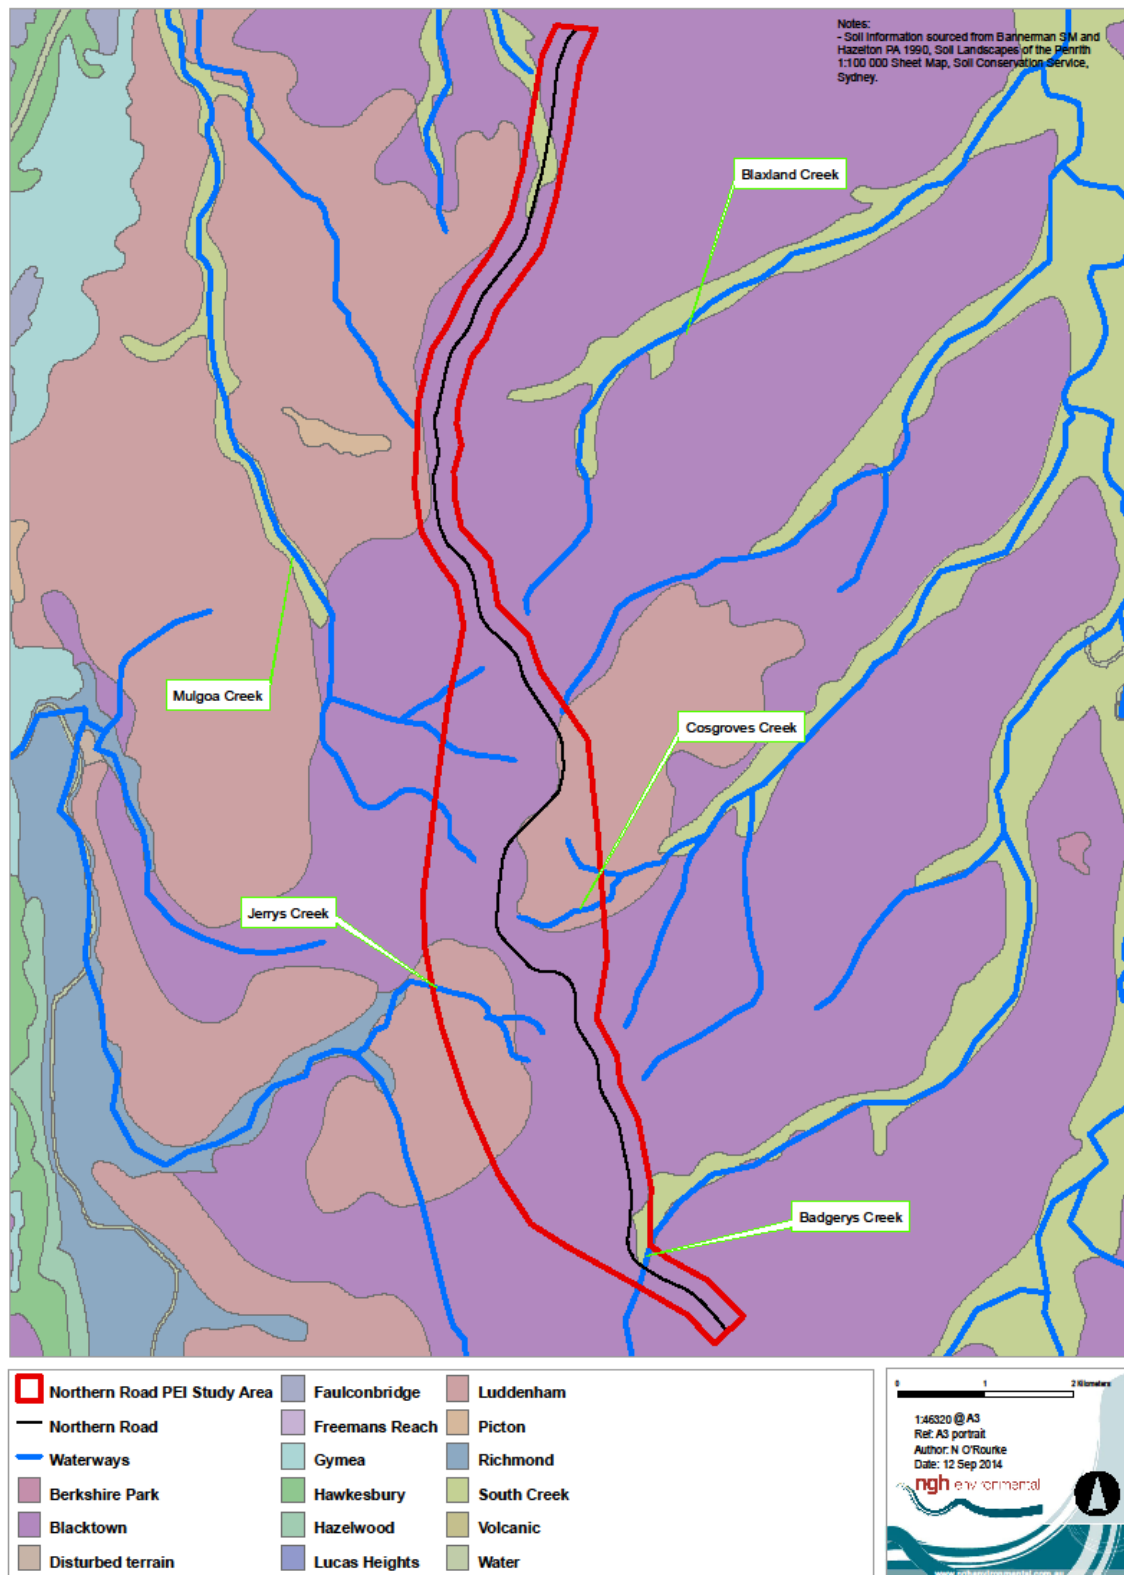 Notes:
- Soil information sourced from Bannerman SM and
Hazelton PA 1990, Soil Landscapes of the Penrith
1:100 000 Sheet Map, Soil Conservation Service,
Sydney.
Blaxland Creek
Mulgoa Creek
Cosgroves Creek
Jerrys Creek
Badgerys Creek
Northern Road PEI Study Area
Northern Road
Waterways
Berkshire Park
Blacktown
Disturbed terrain
Faulconbridge
Freemans Reach
Gymea
Hawkesbury
Hazelwood
Lucas Heights
Luddenham
Picton
Richmond
South Creek
Volcanic
Water
0 1 2 Kilometers
1:46320 @ A3
Ref: A3 portrait
Author: N O'Rourke
Date: 12 Sep 2014
ngh environmental
www.nghenvironmental.com.au